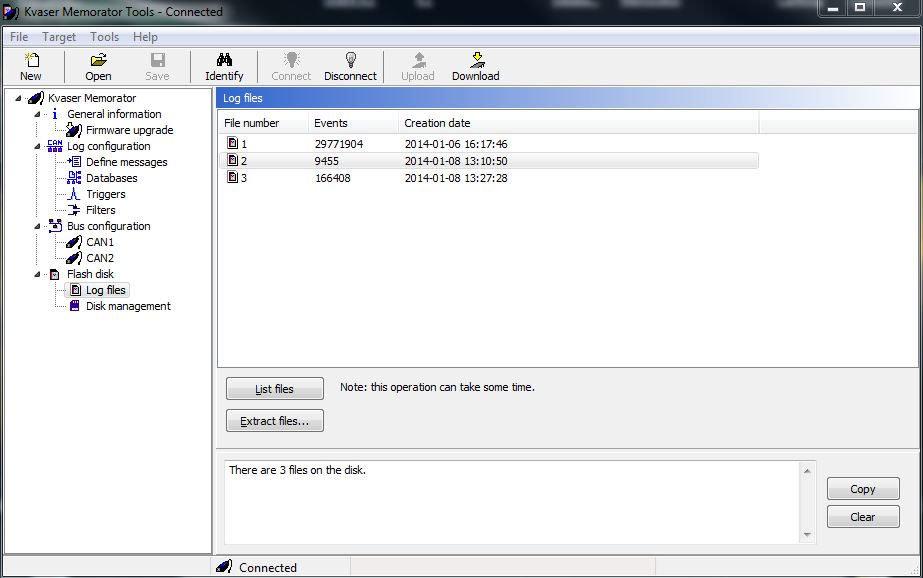 Kvaser Memorator Tools - Connected
File Target Tools Help
New Open Save Identify Connect Disconnect Upload Download
Kvaser Memorator
General information
Firmware upgrade
Log configuration
Define messages
Databases
Triggers
Filters
Bus configuration
CAN1
CAN2
Flash disk
Log files
Disk management
Log files
File number Events Creation date
1 29771904 2014-01-06 16:17:46
2 9455 2014-01-08 13:10:50
3 166408 2014-01-08 13:27:28
List files Note: this operation can take some time.
Extract files...
There are 3 files on the disk.
Copy
Clear
Connected